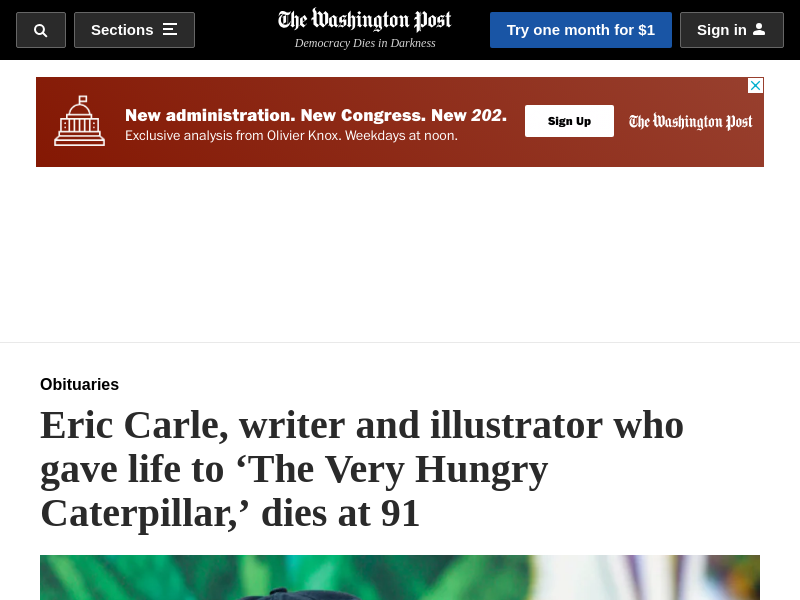 Sections
The Washington Post
Democracy Dies in Darkness
Try one month for $1
Sign in
New administration. New Congress. New 202.
Exclusive analysis from Olivier Knox. Weekdays at noon.
Sign Up
The Washington Post
Obituaries
Eric Carle, writer and illustrator who
gave life to ‘The Very Hungry
Caterpillar,’ dies at 91